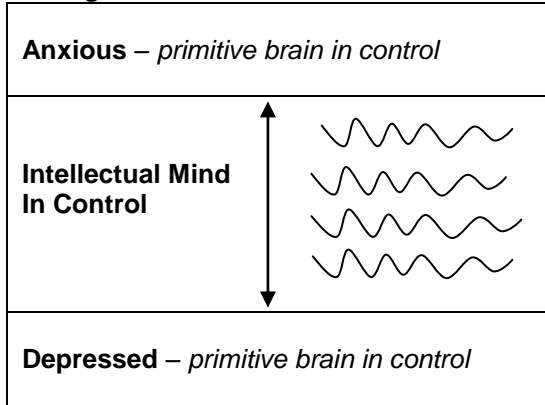 Anxious – primitive brain in control
Intellectual Mind
In Control
Depressed – primitive brain in control